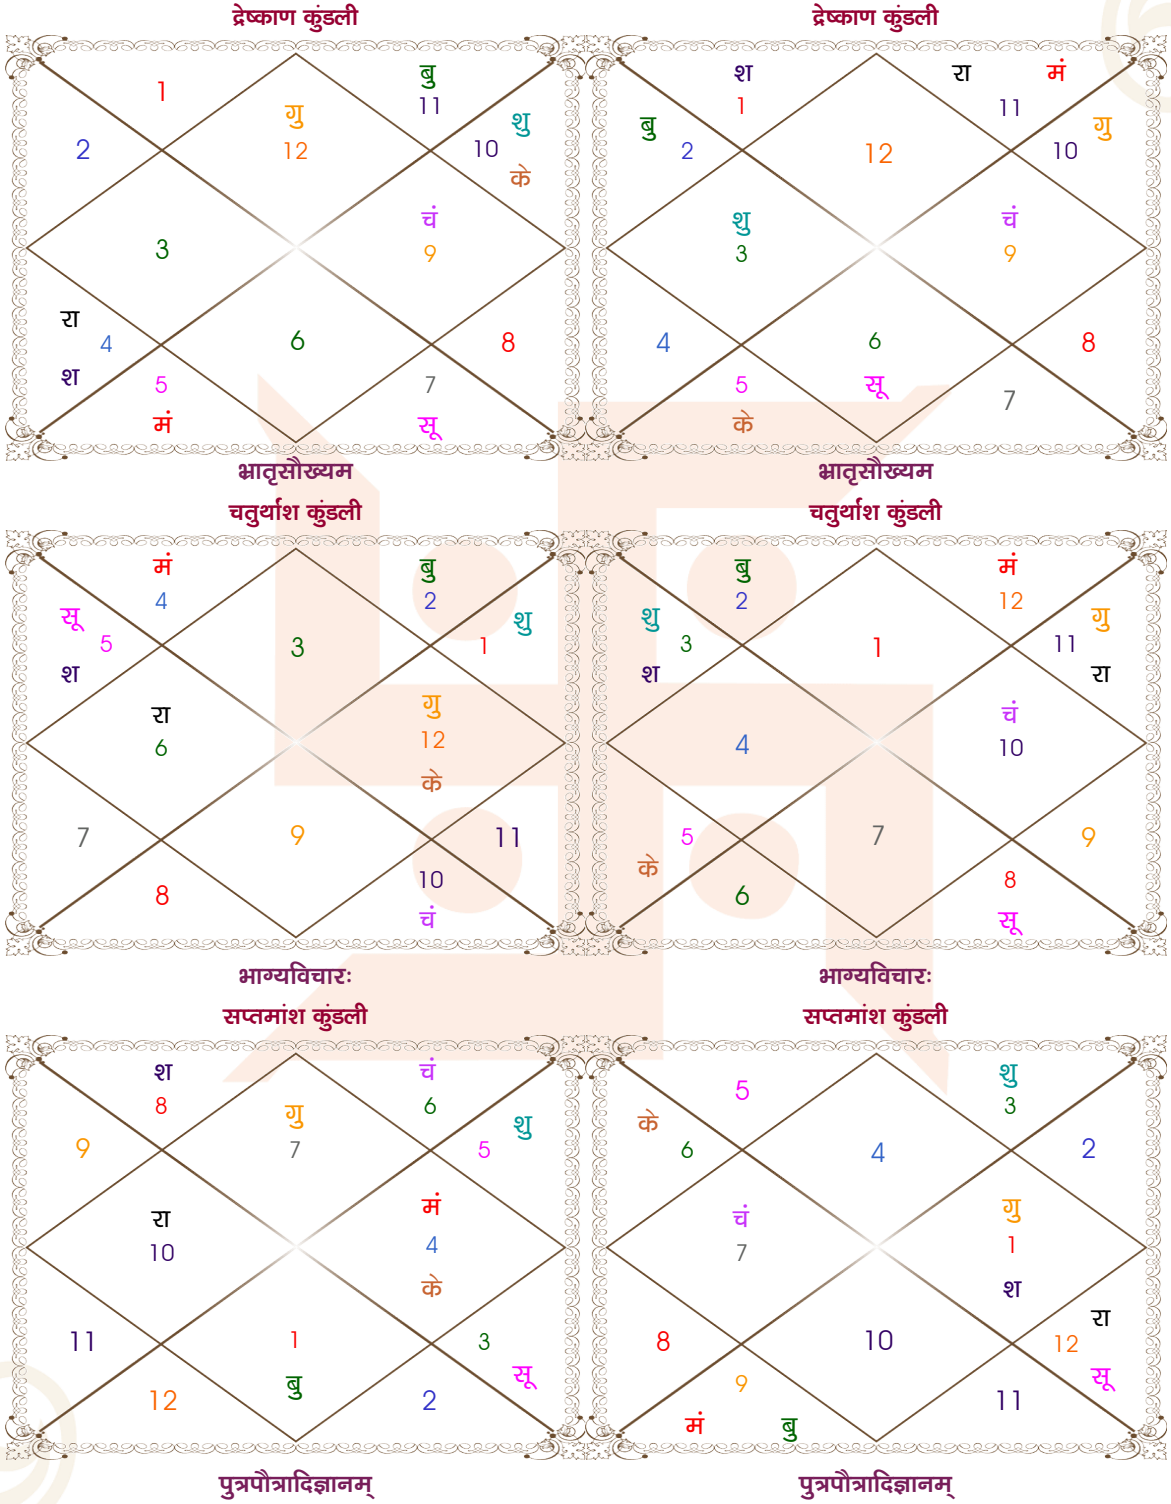 द्रेष्काण कुंडली द्रेष्काण कुंडली
1 बु 11 गु 12 2 शु 10 के चं 9 3 रा 4 श 6 8 5 मं 7 सू
श 1 रा मं 11 बु 2 12 गु 10 शु 3 चं 9 4 6 सू 8 5 के 7
भ्रातृसौख्यम भ्रातृसौख्यम
चतुर्थाश कुंडली चतुर्थाश कुंडली
मं 4 बु 2 सू 5 श 3 शु 1 रा 6 गु 12 के 7 9 11 8 10 चं
बु 2 मं 12 शु 3 श 1 गु 11 रा 4 चं 10 5 के 7 9 6 8 सू
भाग्यविचारः भाग्यविचारः
सप्तमांश कुंडली सप्तमांश कुंडली
श 8 चं 6 गु 7 9 शु 5 रा 10 मं 4 के 11 1 बु 3 सू 12 2
5 शु 3 के 6 4 2 चं 7 गु 1 श 8 10 रा 12 सू 9 मं बु 11
पुत्रपौत्रादिज्ञानम् पुत्रपौत्रादिज्ञानम्